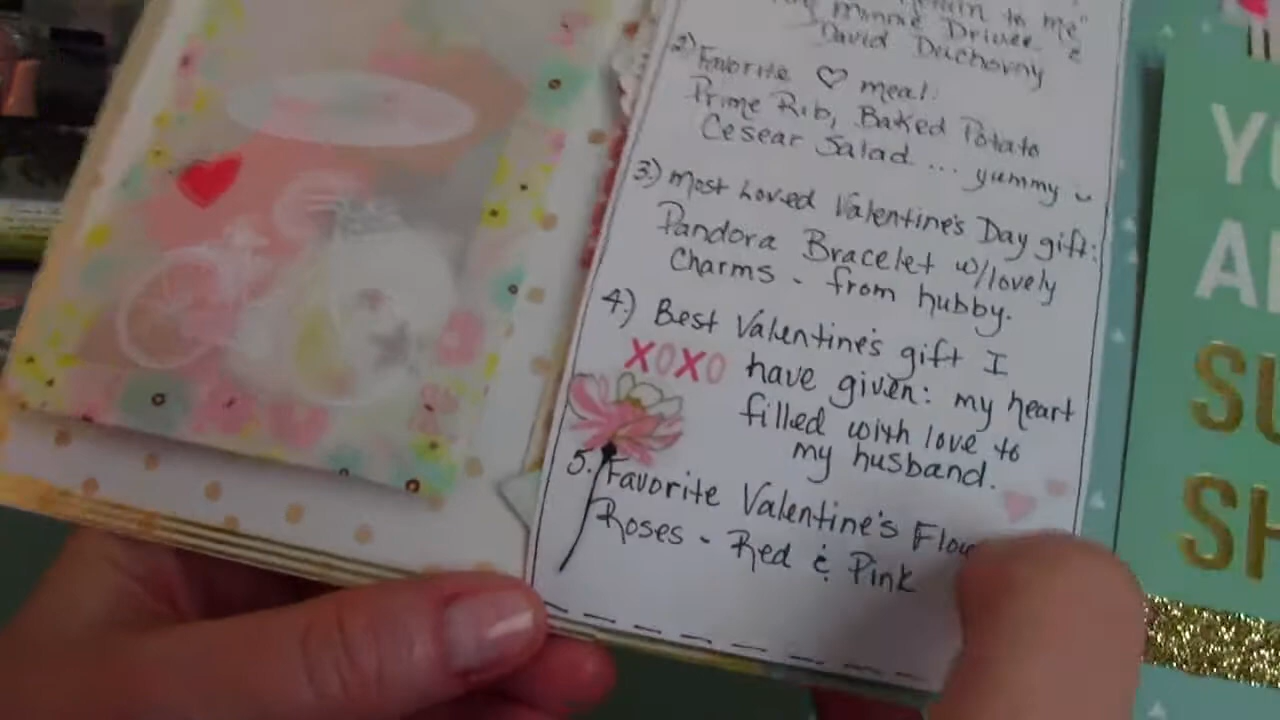 to me"
Minnie Driver &
David Duchovny
2.) Favorite ♡ meal:
Prime Rib, Baked Potato
Cesear Salad ... yummy
3.) Most Loved Valentine's Day gift:
Pandora Bracelet w/lovely
Charms - from hubby.
4.) Best Valentine's gift I
XOXO have given: my heart
filled with love to
my husband.
5. Favorite Valentine's
Roses - Red & Pink